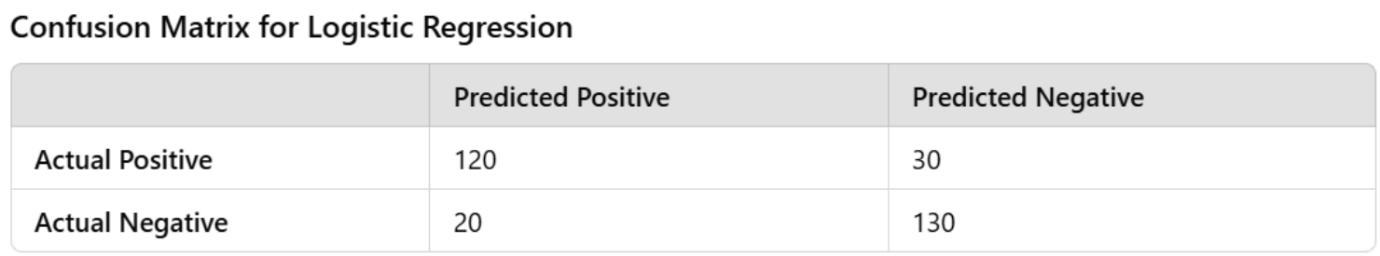 Confusion Matrix for Logistic Regression
Predicted Positive Predicted Negative
Actual Positive 120 30
Actual Negative 20 130